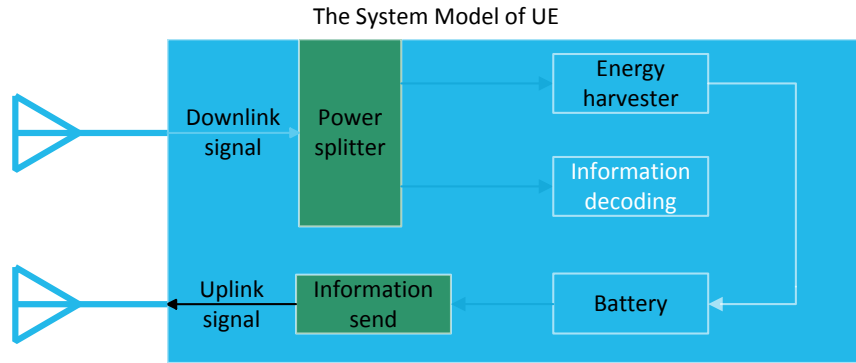 The System Model of UE
Downlink
signal
Power
splitter
Energy
harvester
Information
decoding
Uplink
signal
Information
send
Battery